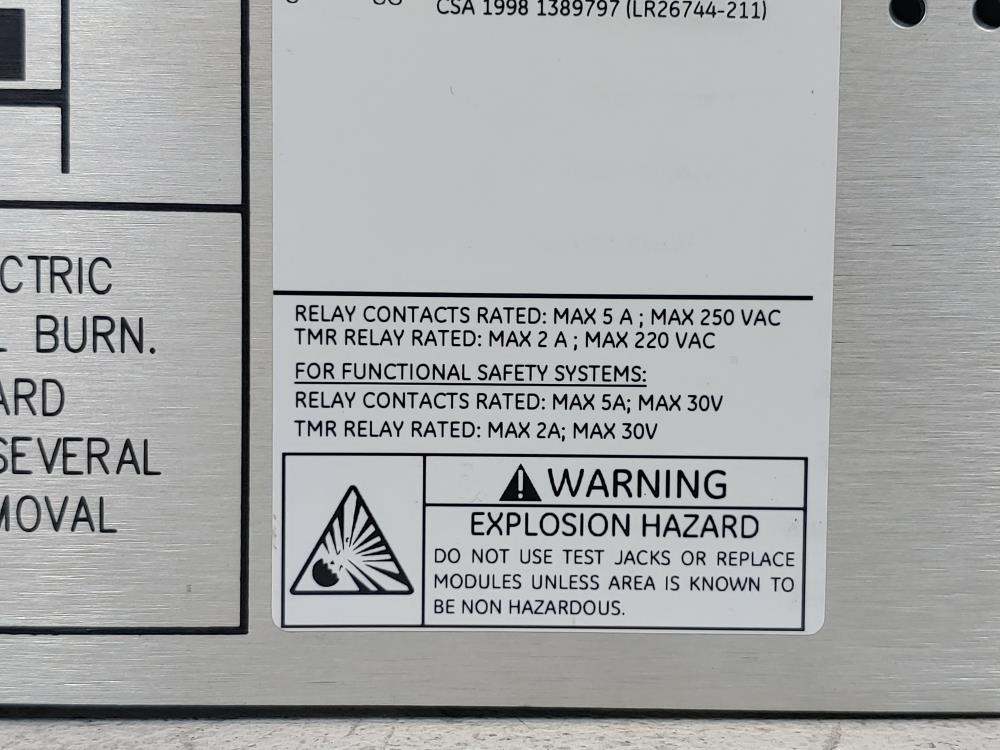 CSA 1998 1389797 (LR26744-211)
CTRIC
BURN.
ARD
SEVERAL
MOVAL
RELAY CONTACTS RATED: MAX 5 A ; MAX 250 VAC
TMR RELAY RATED: MAX 2 A ; MAX 220 VAC
FOR FUNCTIONAL SAFETY SYSTEMS:
RELAY CONTACTS RATED: MAX 5A; MAX 30V
TMR RELAY RATED: MAX 2A; MAX 30V
WARNING
EXPLOSION HAZARD
DO NOT USE TEST JACKS OR REPLACE
MODULES UNLESS AREA IS KNOWN TO
BE NON HAZARDOUS.